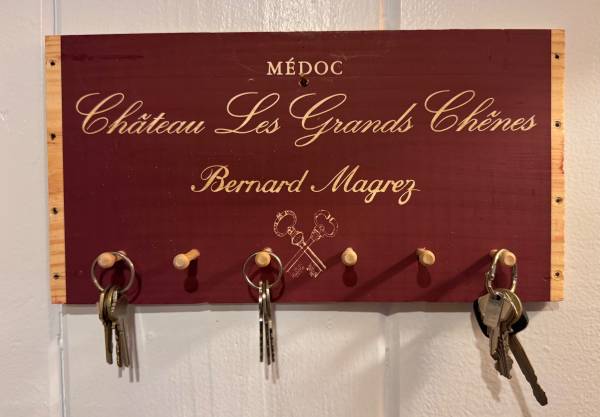 MÉDOC
Château Les Grands Chênes
Bernard Magrez